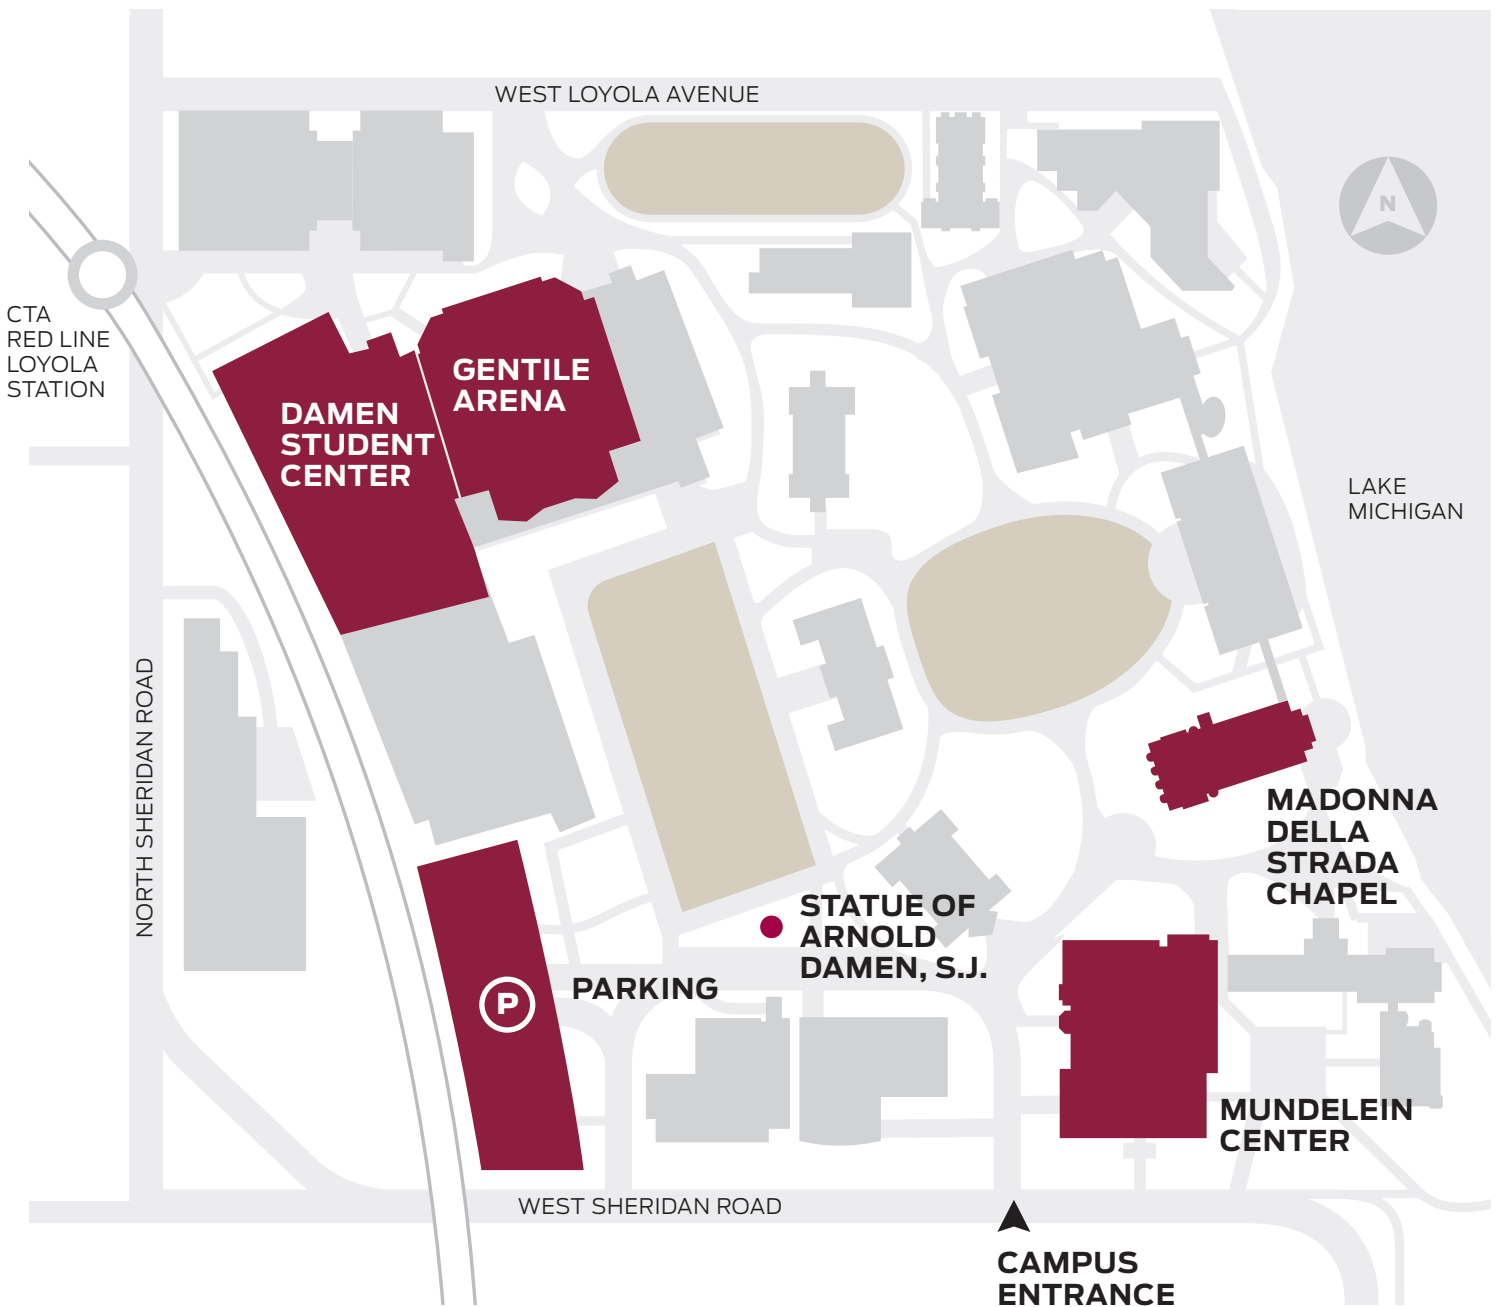 WEST LOYOLA AVENUE
N
CTA
RED LINE
LOYOLA
STATION
GENTILE
ARENA
DAMEN
STUDENT
CENTER
LAKE
MICHIGAN
NORTH SHERIDAN ROAD
MADONNA
DELLA
STRADA
CHAPEL
STATUE OF
ARNOLD
DAMEN, S.J.
PARKING
P
MUNDELEIN
CENTER
WEST SHERIDAN ROAD
CAMPUS
ENTRANCE